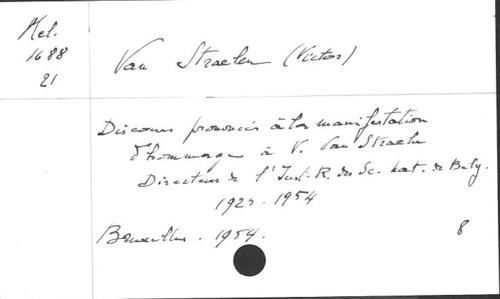 Mel.
1688
21
Van Straelen (Victor)
Discours prononcés à la manifestation
d'hommage à V. Van Straelen
Directeur de l'Inst. R. des Sc. nat. de Belg.
1925-1954
Bruxelles. 1954.
8